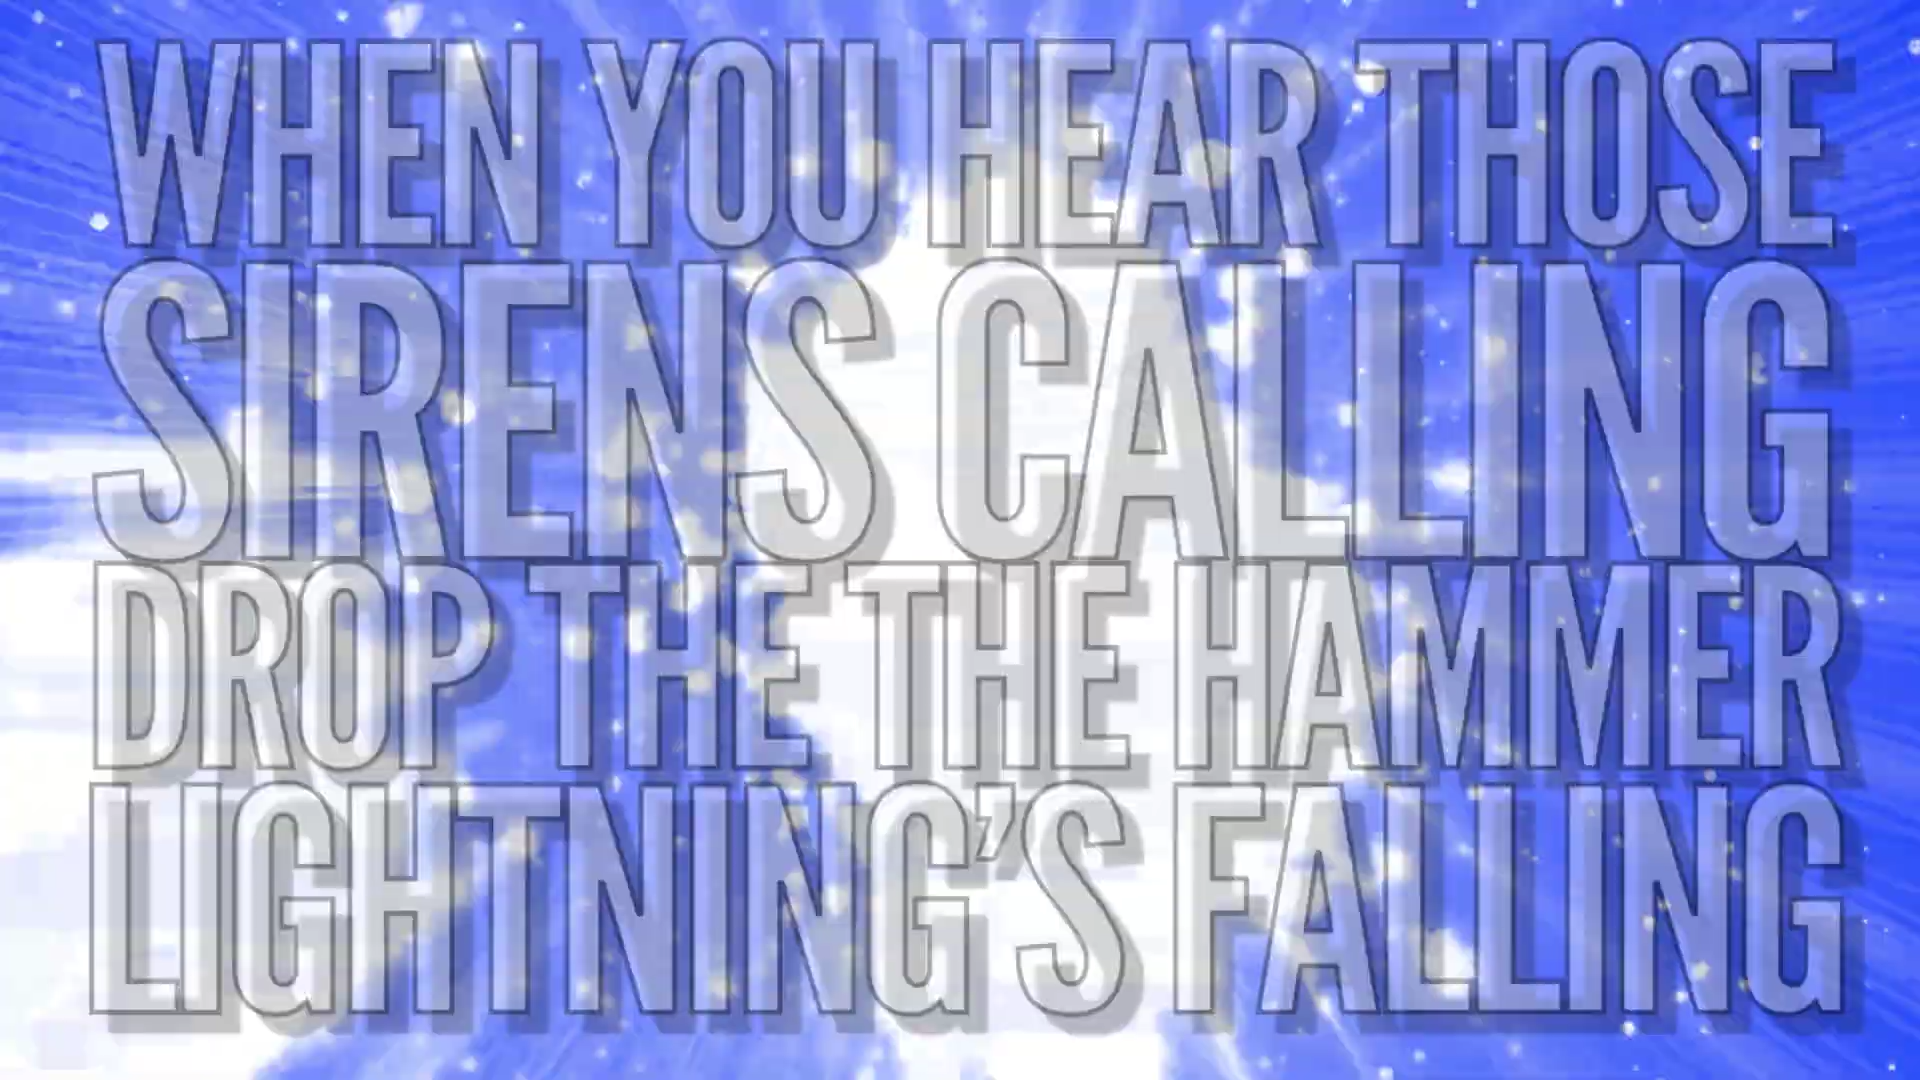 WHEN YOU HEAR THOSE
SIRENS CALLING
DROP THE THE HAMMER
LIGHTNING'S FALLING